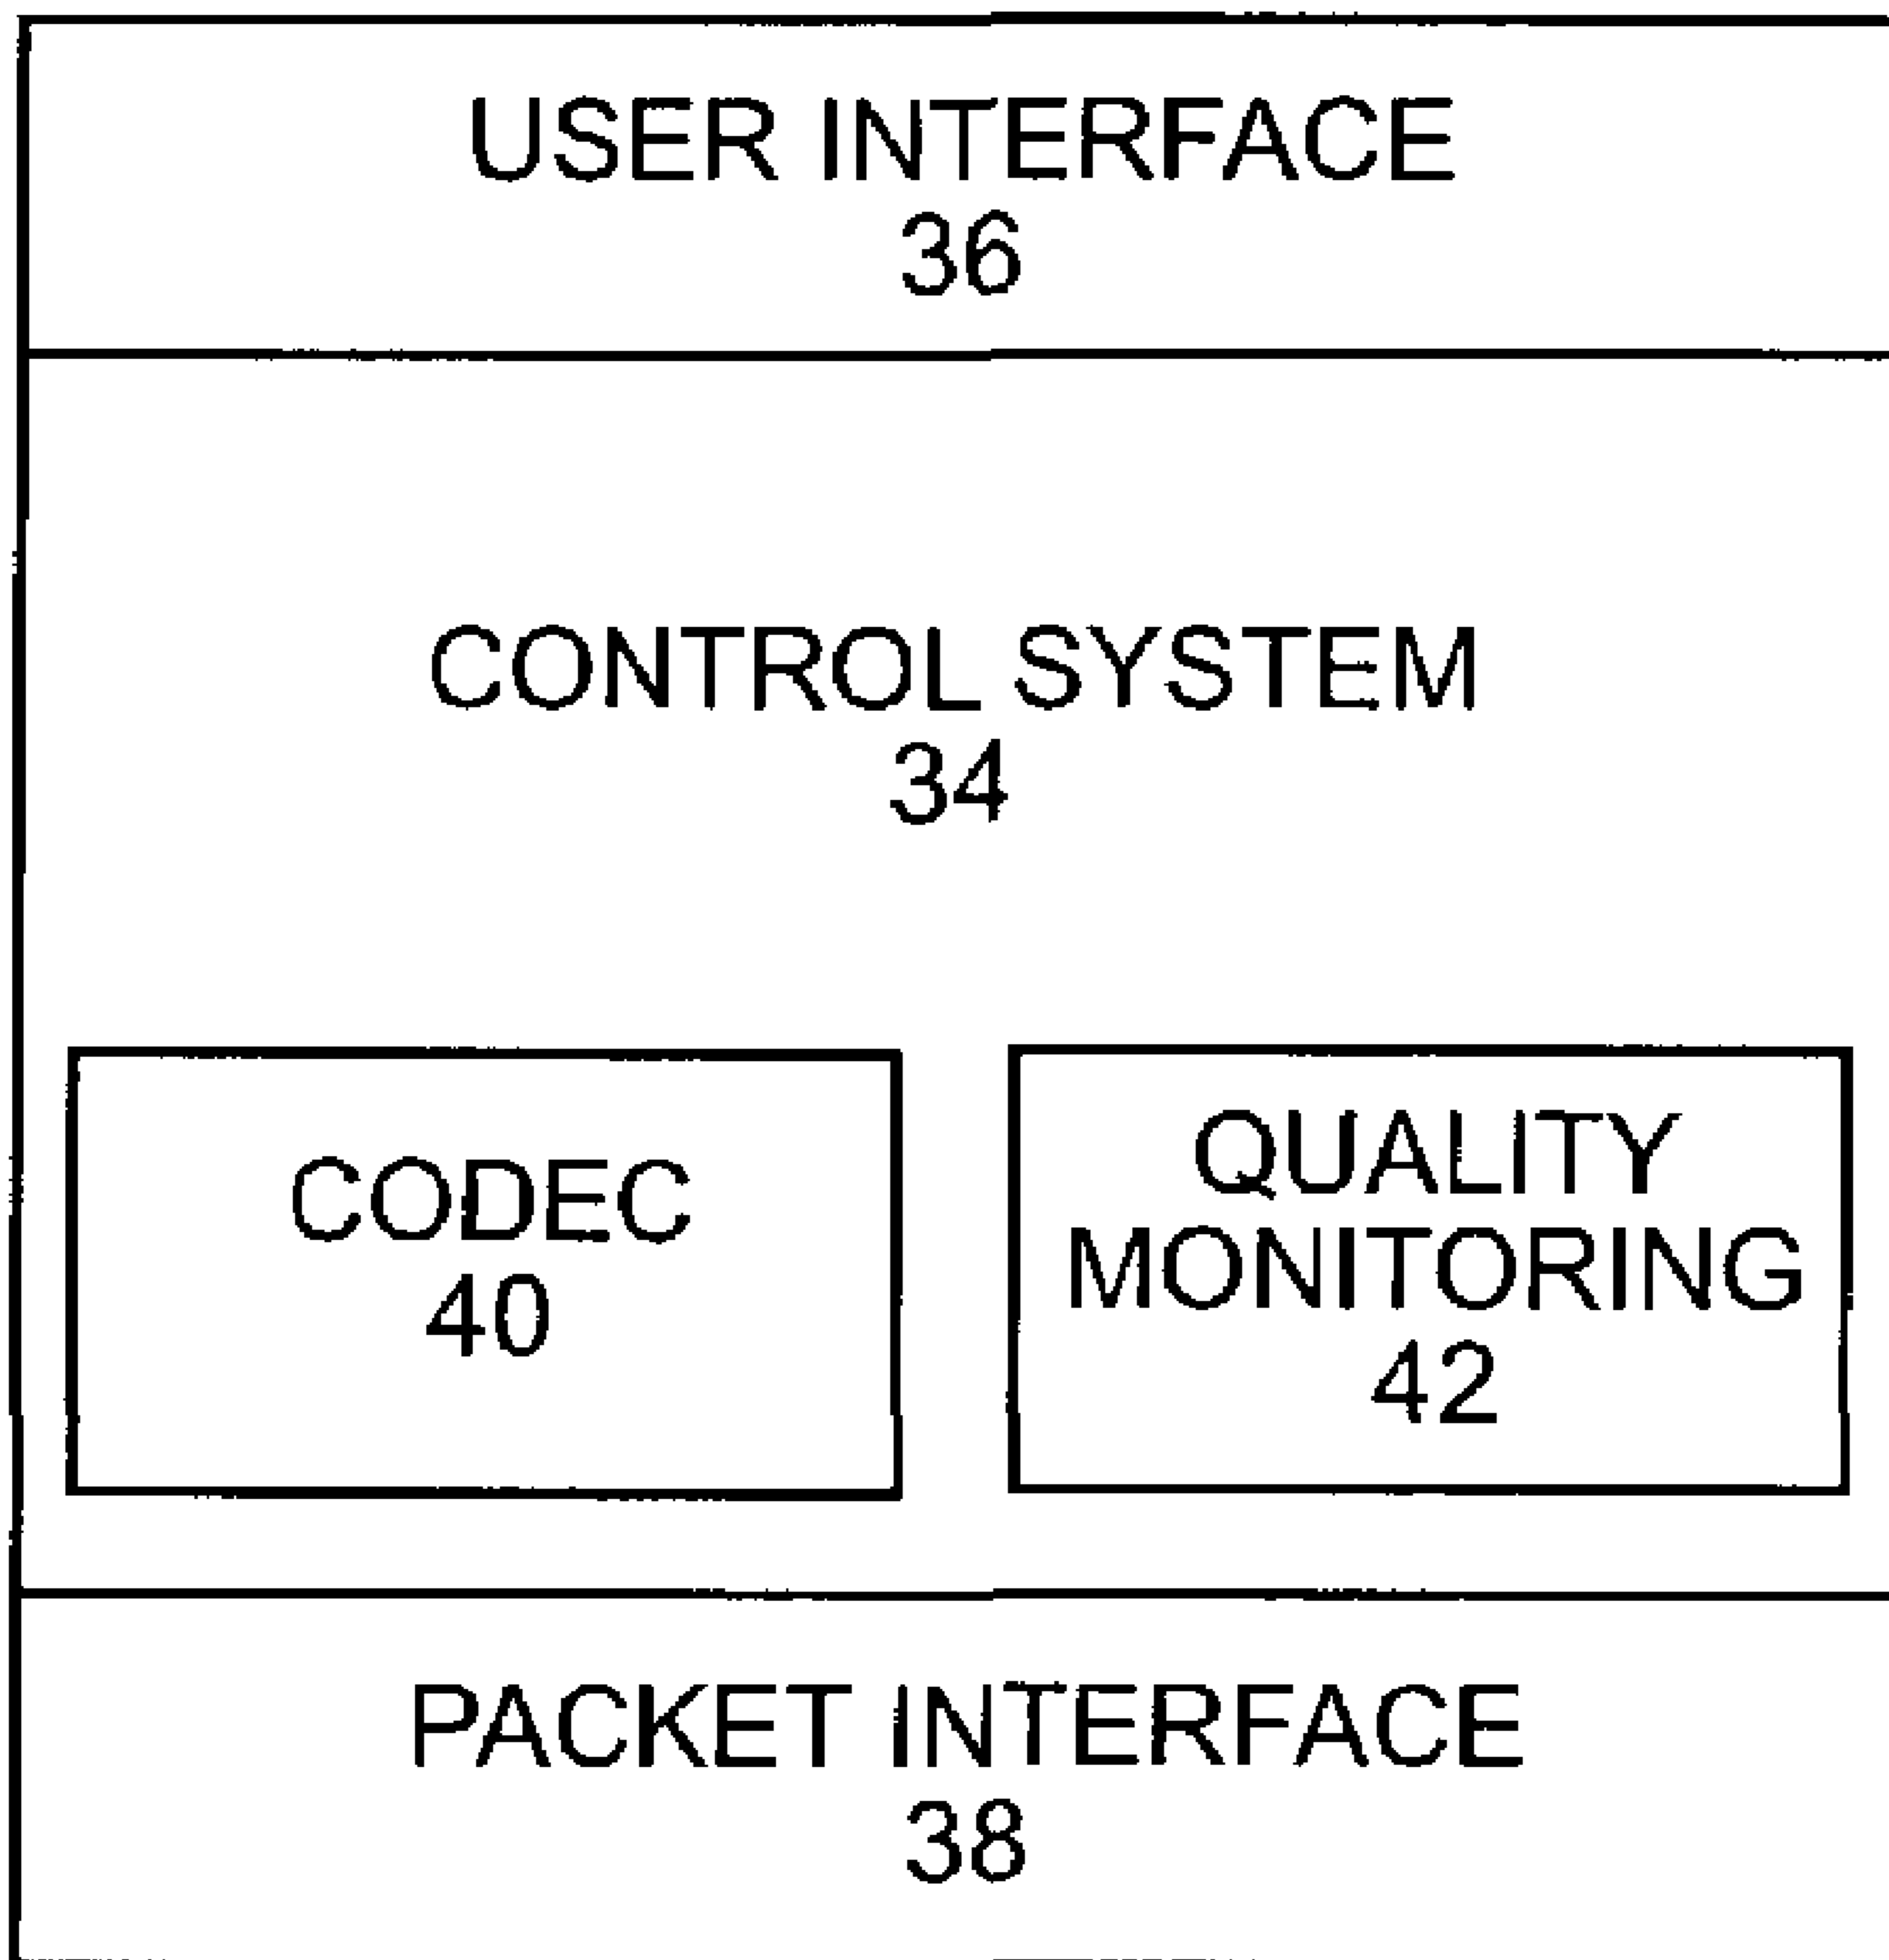 USER INTERFACE
36
CONTROL SYSTEM
34
CODEC
40
QUALITY
MONITORING
42
PACKET INTERFACE
38